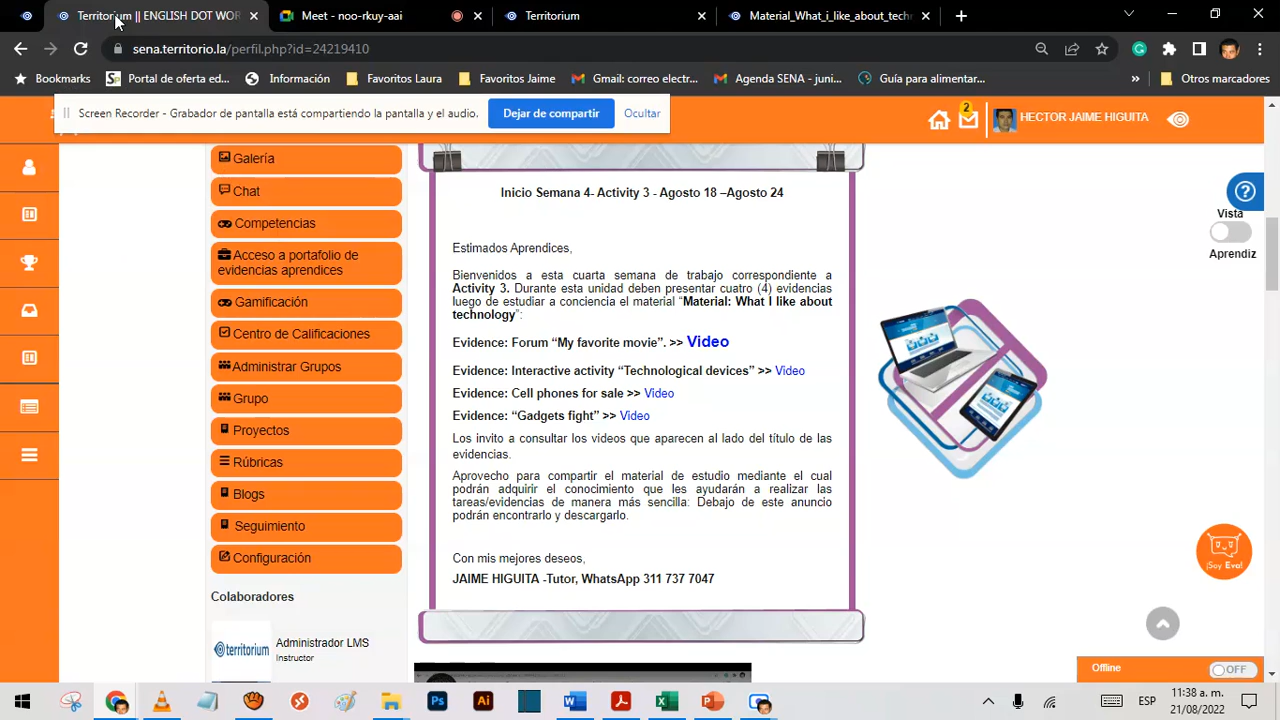 Territorium || ENGLISH DOT WOR
Meet - noo-rkuy-aai
Territorium
Material_What_i_like_about_techn
sena.territorio.la/perfil.php?id=24219410
Bookmarks
Portal de oferta ed...
Información
Favoritos Laura
Favoritos Jaime
Gmail: correo electr...
Agenda SENA - juni...
Guía para alimentar...
»
Otros marcadores
Screen Recorder - Grabador de pantalla está compartiendo la pantalla y el audio.
Dejar de compartir
Ocultar
2
HECTOR JAIME HIGUITA
Galería
Chat
Competencias
Acceso a portafolio de
evidencias aprendices
Gamificación
Centro de Calificaciones
Administrar Grupos
Grupo
Proyectos
Rúbricas
Blogs
Seguimiento
Configuración
Colaboradores
territorium
Administrador LMS
Instructor
Inicio Semana 4- Activity 3 - Agosto 18 –Agosto 24
Estimados Aprendices,
Bienvenidos a esta cuarta semana de trabajo correspondiente a
Activity 3. Durante esta unidad deben presentar cuatro (4) evidencias
luego de estudiar a conciencia el material “Material: What I like about
technology”:
Evidence: Forum “My favorite movie”. >> Video
Evidence: Interactive activity “Technological devices” >> Video
Evidence: Cell phones for sale >> Video
Evidence: “Gadgets fight” >> Video
Los invito a consultar los videos que aparecen al lado del título de las
evidencias.
Aprovecho para compartir el material de estudio mediante el cual
podrán adquirir el conocimiento que les ayudarán a realizar las
tareas/evidencias de manera más sencilla: Debajo de este anuncio
podrán encontrarlo y descargarlo.
Con mis mejores deseos,
JAIME HIGUITA -Tutor, WhatsApp 311 737 7047
Vista
Aprendiz
¡Soy Eva!
Offline
OFF
ESP
11:38 a. m.
21/08/2022